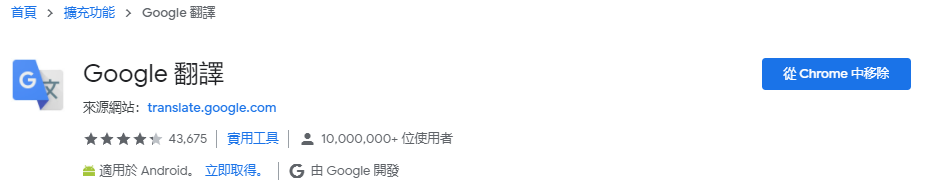 首頁 > 擴充功能 > Google 翻譯
Google 翻譯
從 Chrome 中移除
來源網站： translate.google.com
43,675 | 實用工具 | 10,000,000+ 位使用者
適用於 Android。 立即取得。 | 由 Google 開發